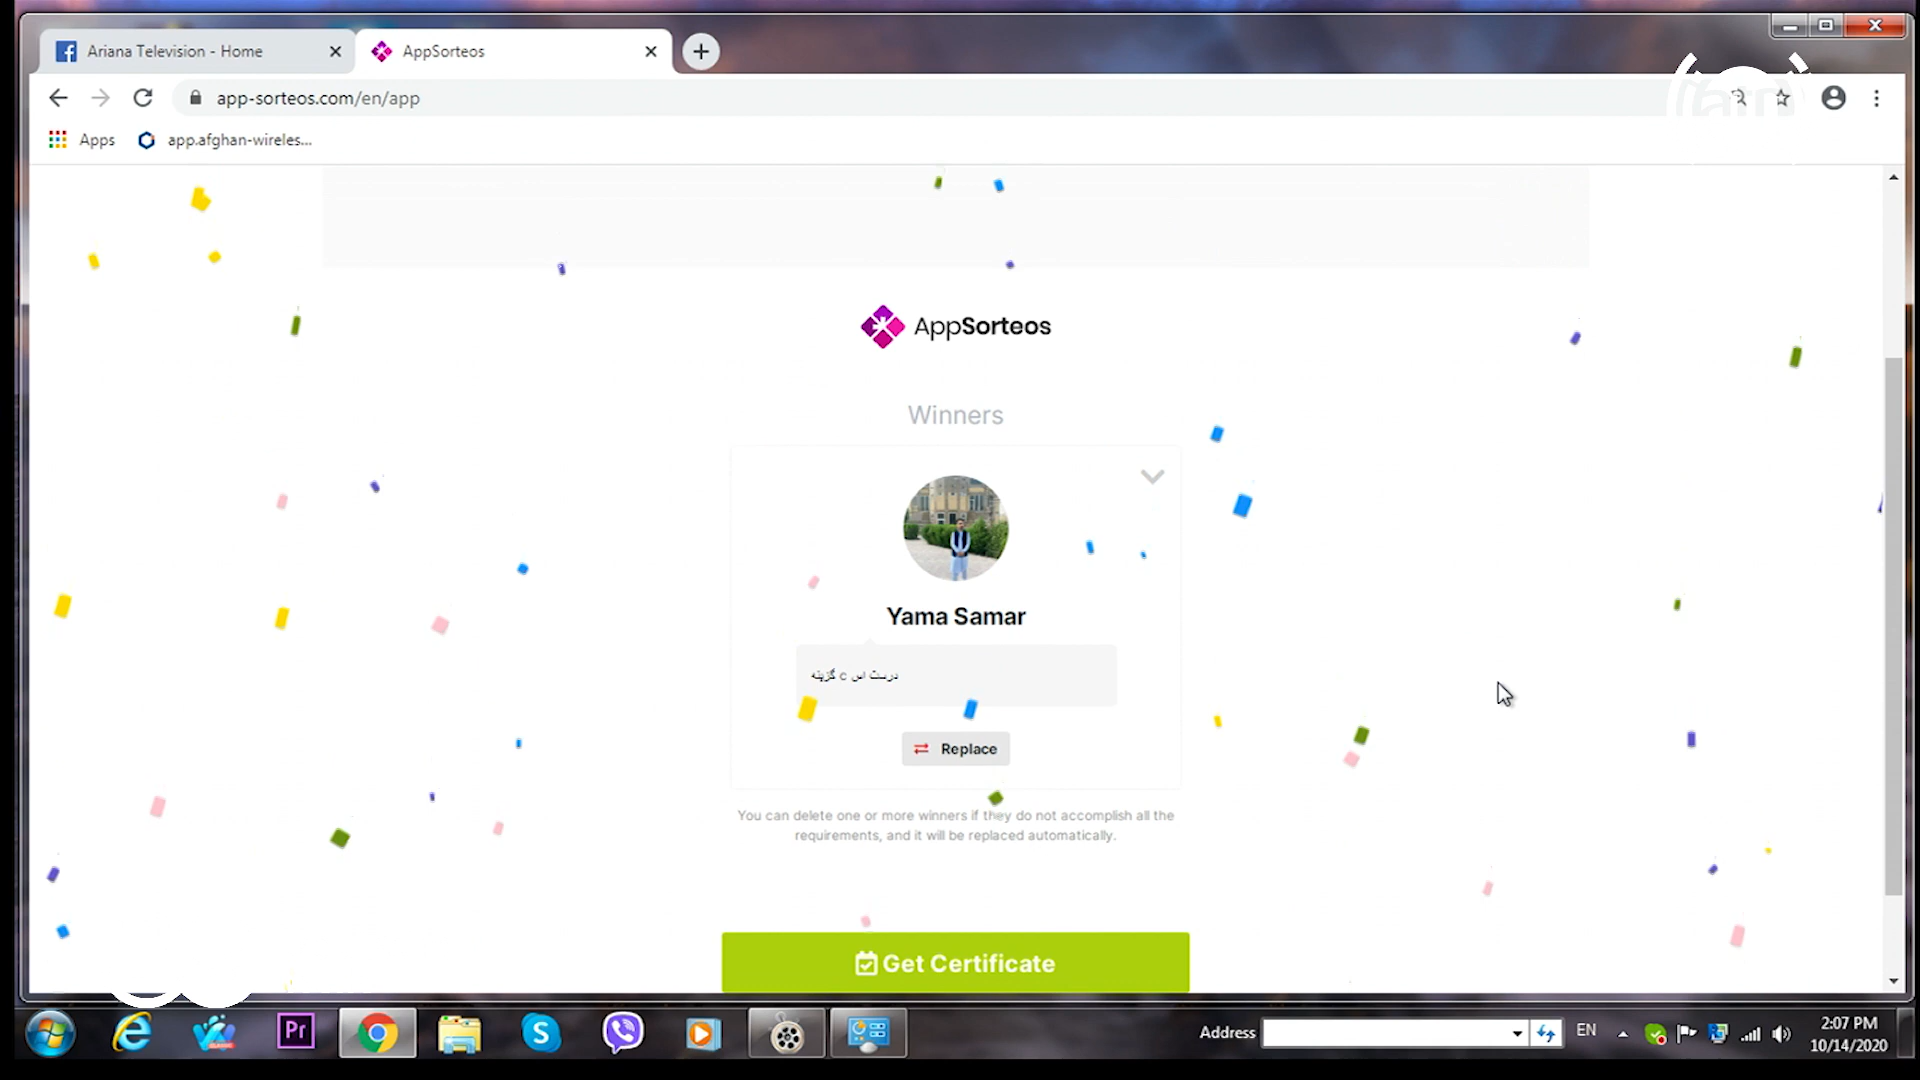 Ariana Television - Home
AppSorteos
app-sorteos.com/en/app
Apps
app.afghan-wireles...
atn
AppSorteos
Winners
Yama Samar
درست اس c گزینه
Replace
You can delete one or more winners if they do not accomplish all the
requirements, and it will be replaced automatically.
Get Certificate
Pr
Address
EN
2:07 PM
10/14/2020